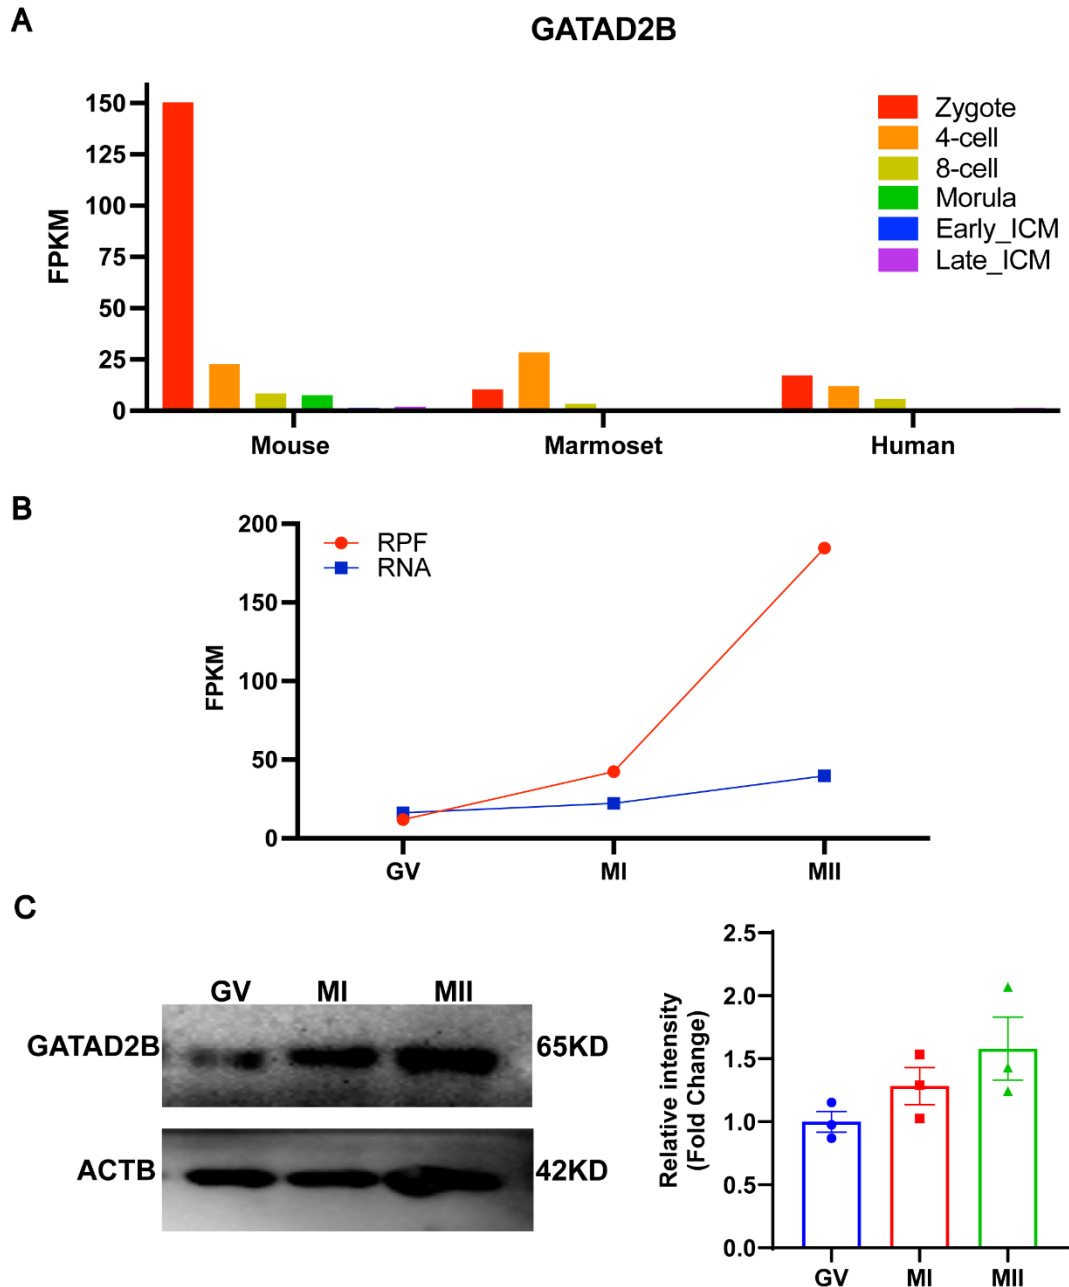 A
GATAD2B
FPKM
150
125
100
75
50
25
0
Mouse
Marmoset
Human
Zygote
4-cell
8-cell
Morula
Early_ICM
Late_ICM
B
FPKM
200
150
100
50
0
RPF
RNA
GV
MI
MII
C
GV MI MII
GATAD2B 65KD
ACTB 42KD
Relative intensity
(Fold Change)
2.5
2.0
1.5
1.0
0.5
0.0
GV
MI
MII